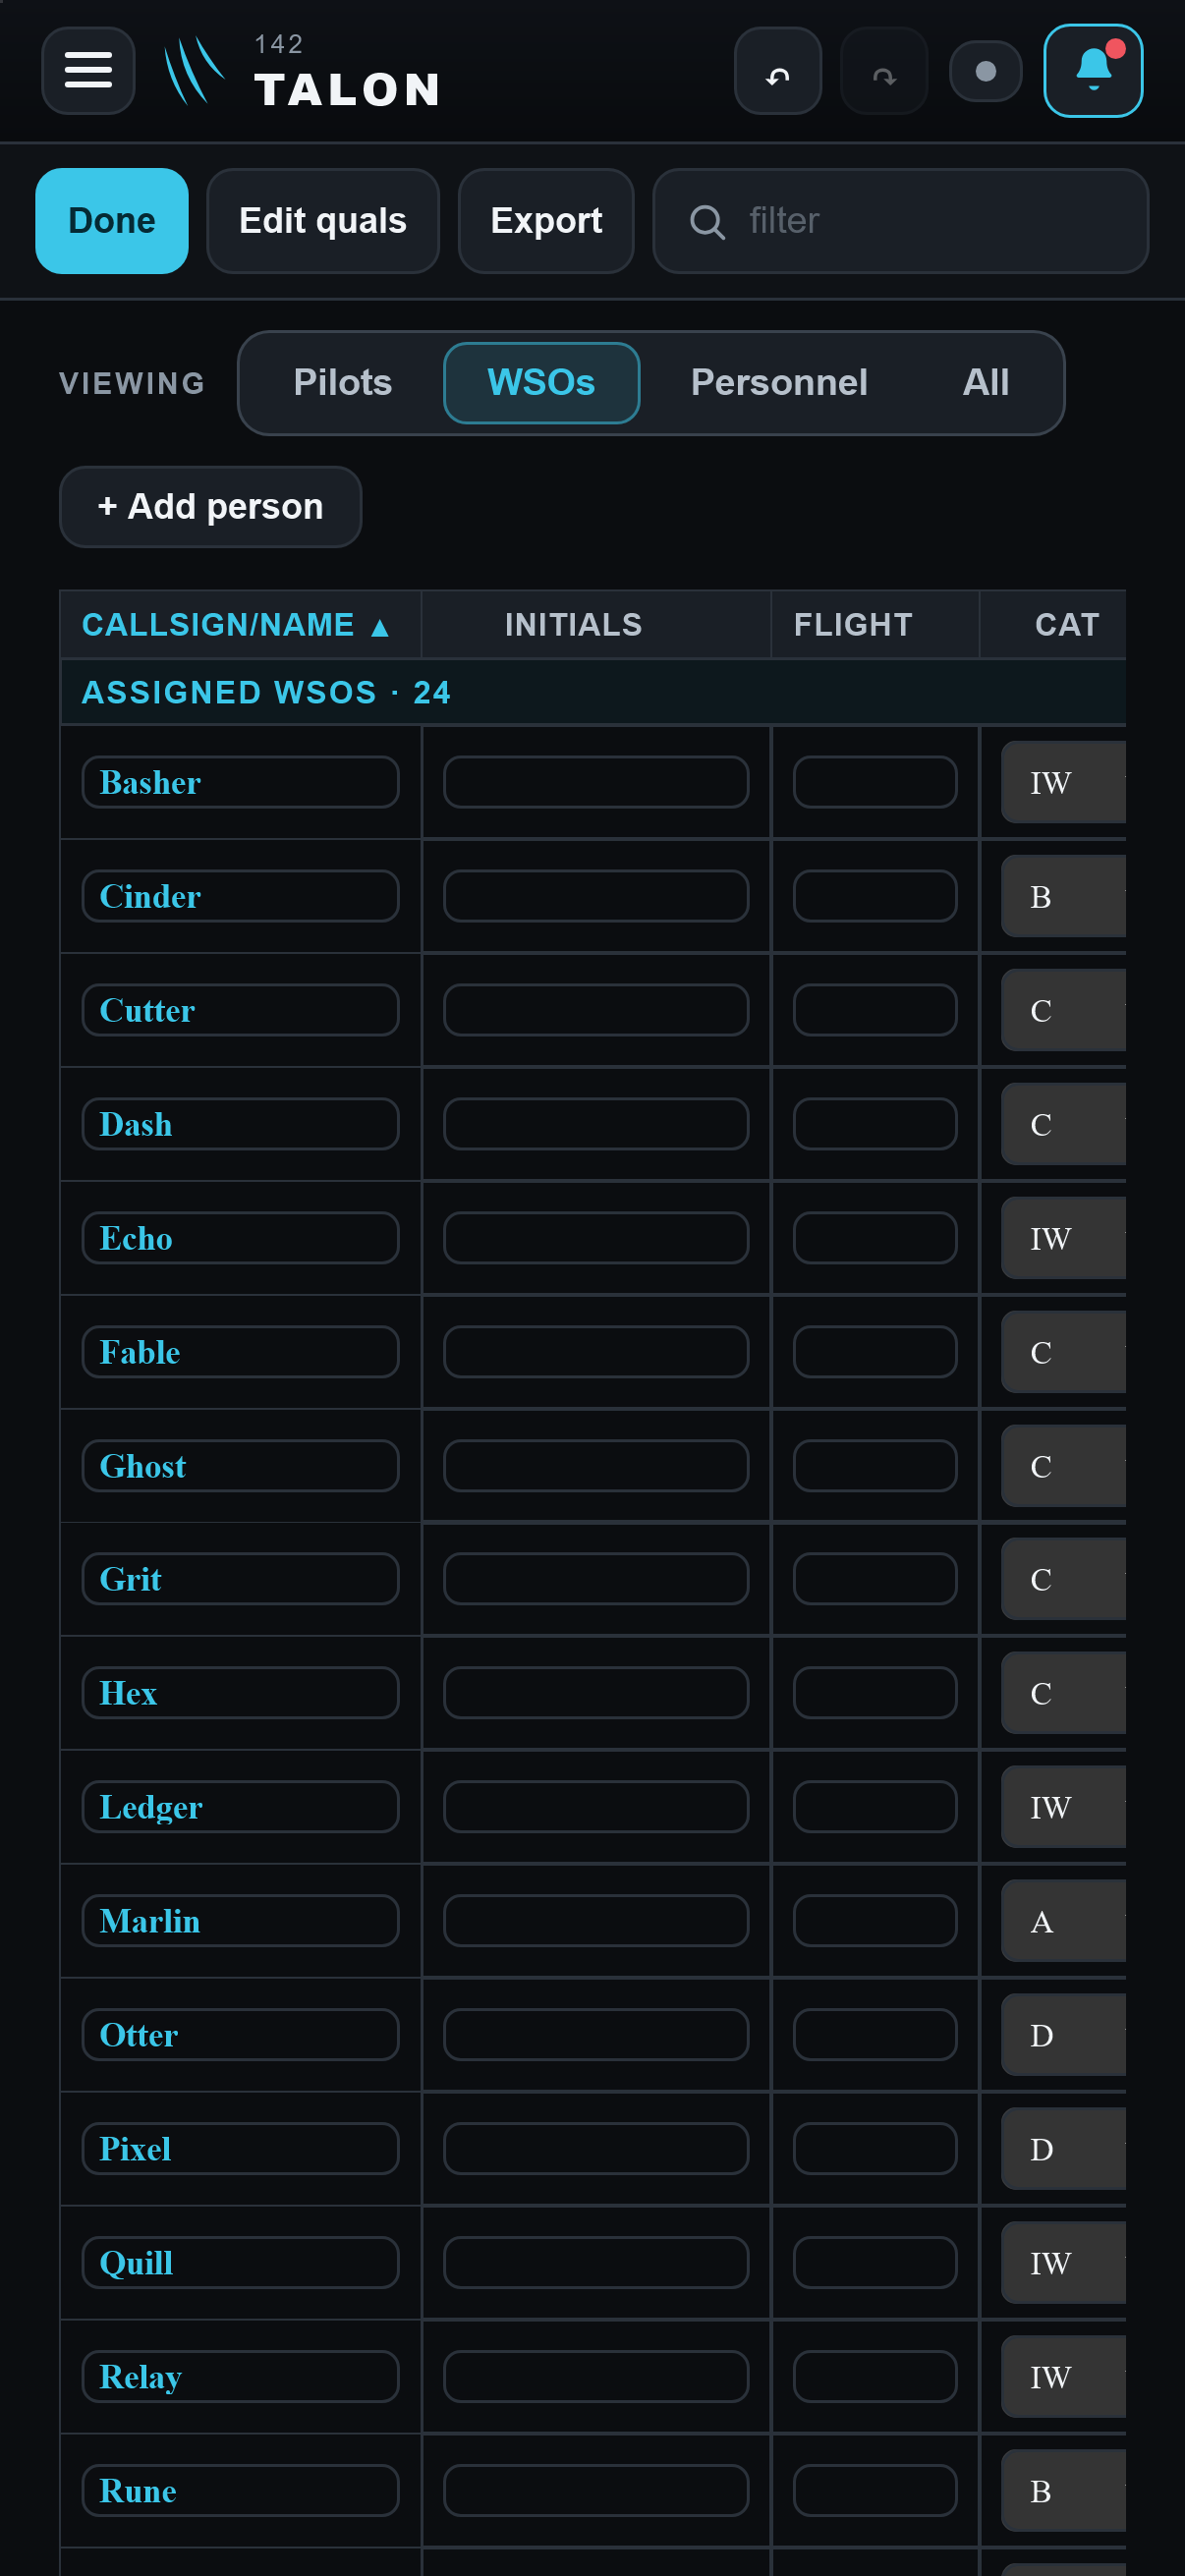 142
TALON
Done Edit quals Export filter
VIEWING Pilots WSOs Personnel All
+ Add person
CALLSIGN/NAME ▲ INITIALS FLIGHT CAT
ASSIGNED WSOS · 24
Basher IW
Cinder B
Cutter C
Dash C
Echo IW
Fable C
Ghost C
Grit C
Hex C
Ledger IW
Marlin A
Otter D
Pixel D
Quill IW
Relay IW
Rune B